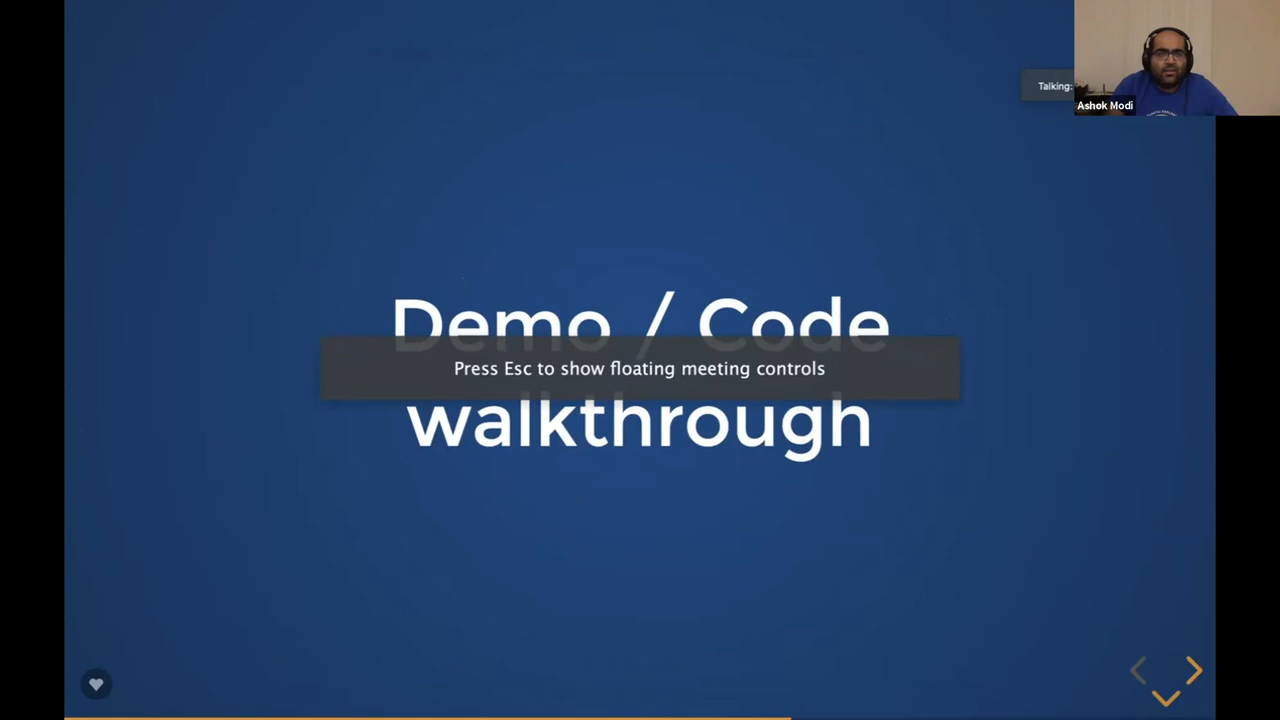 Talking:
Ashok Modi
Demo / Code
Press Esc to show floating meeting controls
walkthrough